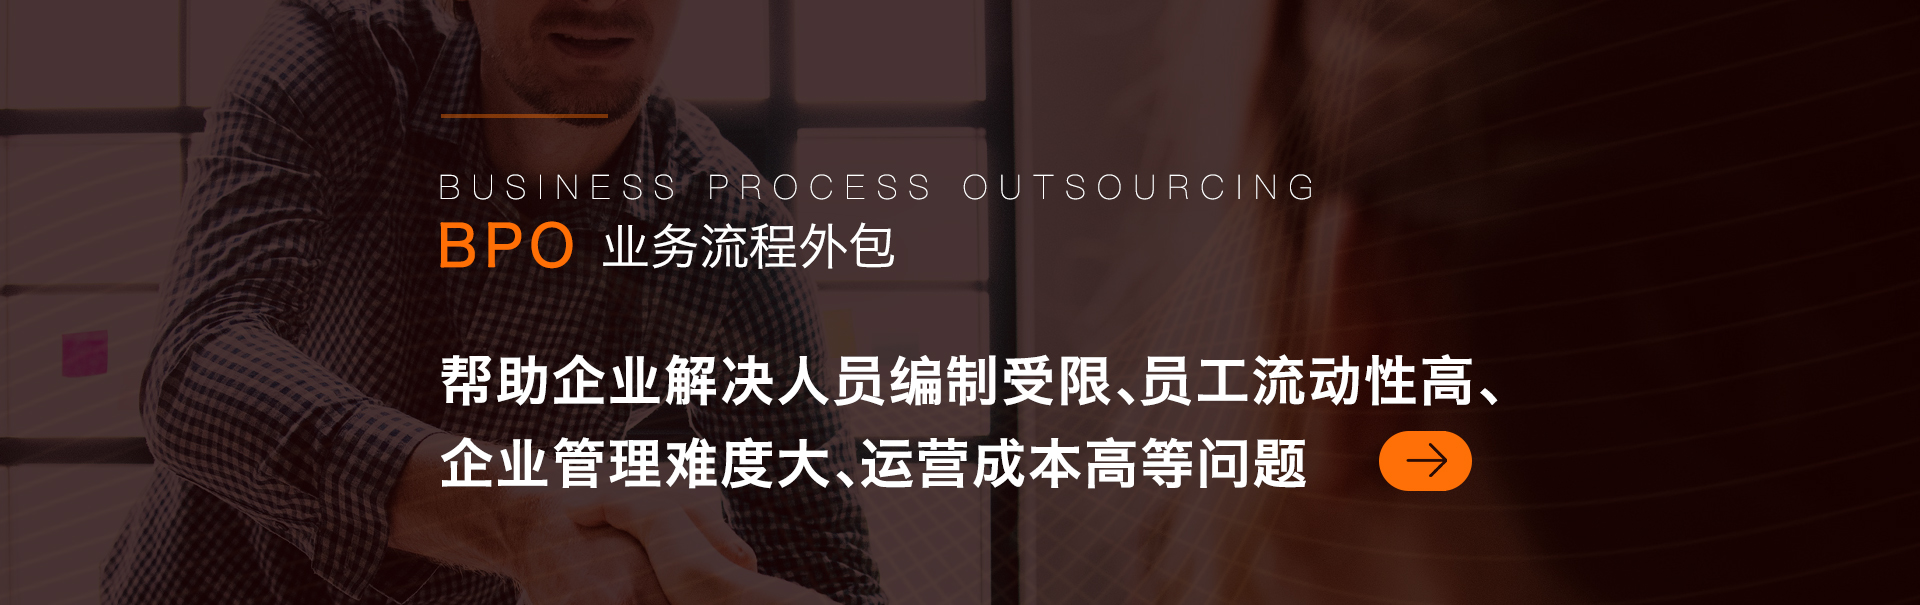 BUSINESS PROCESS OUTSOURCING
BPO 业务流程外包
帮助企业解决人员编制受限、员工流动性高、
企业管理难度大、运营成本高等问题